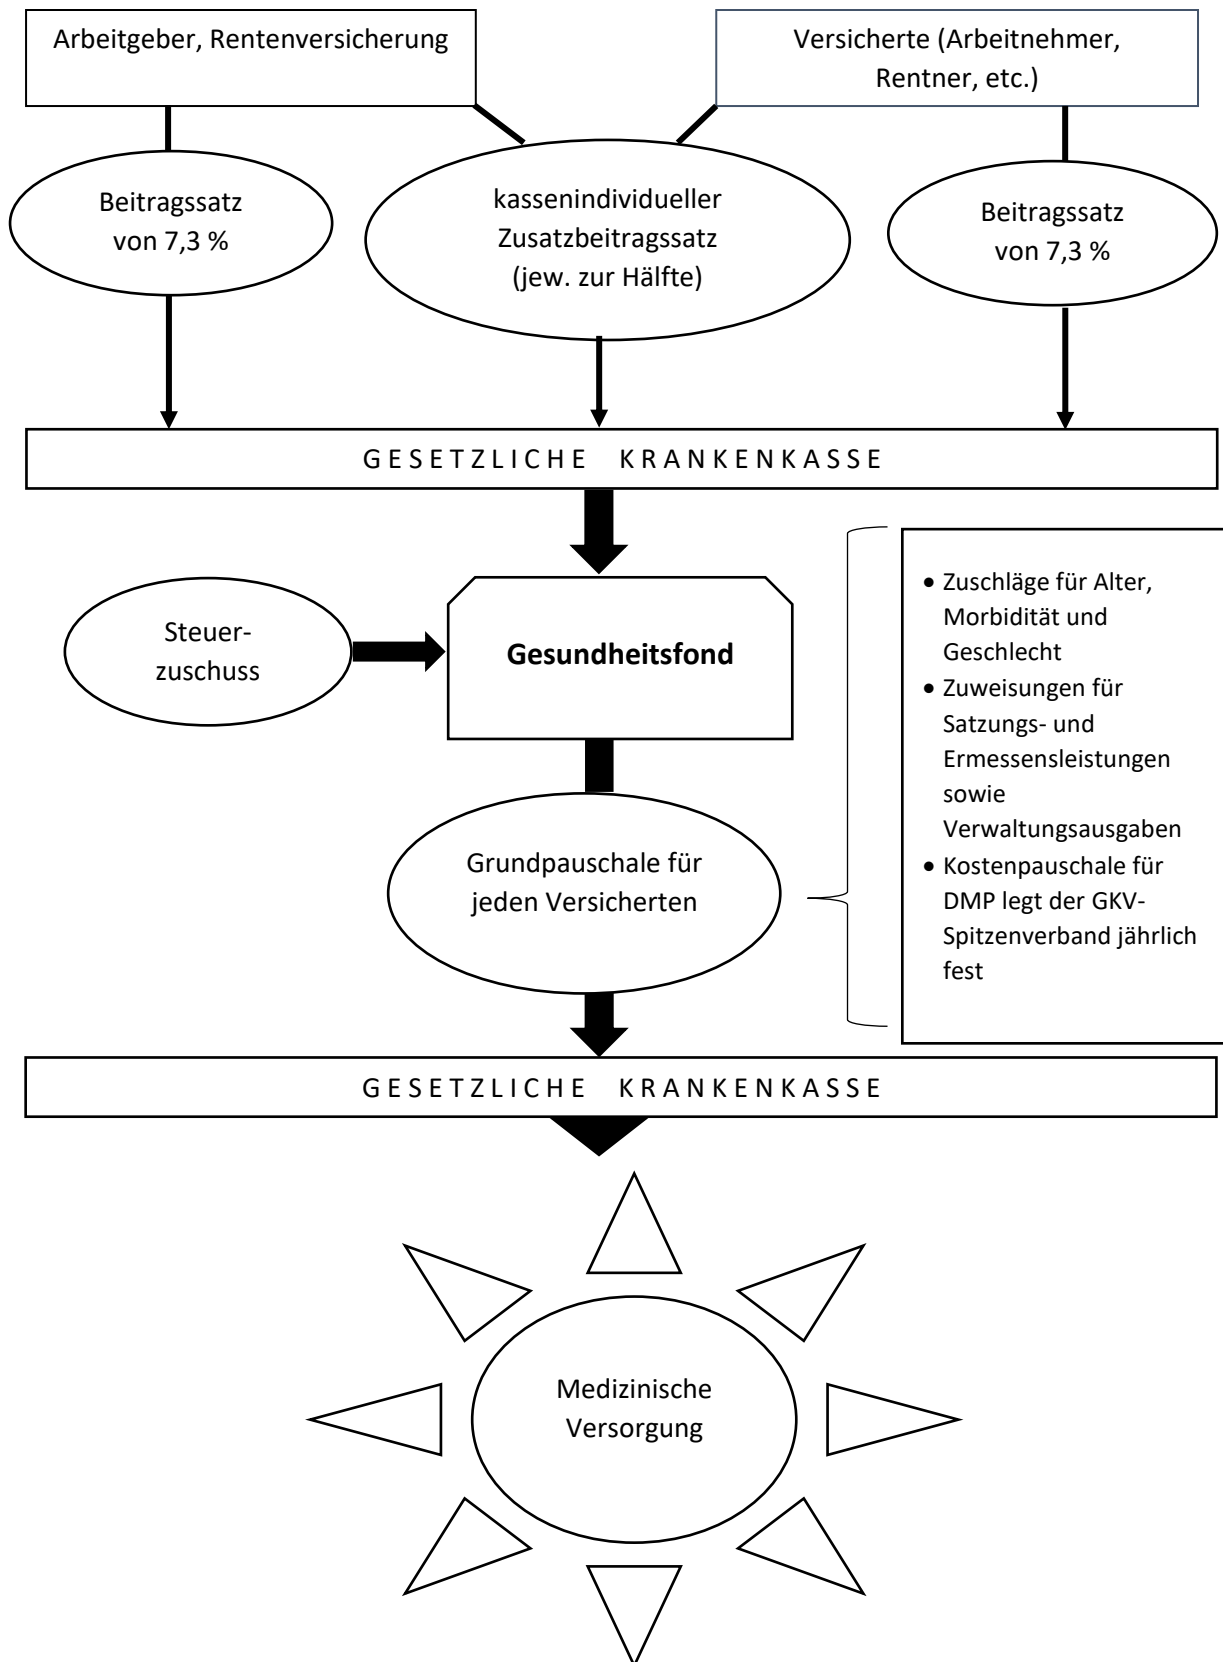 Arbeitgeber, Rentenversicherung
Versicherte (Arbeitnehmer,
Rentner, etc.)
Beitragssatz
von 7,3 %
kassenindividueller
Zusatzbeitragssatz
(jew. zur Hälfte)
Beitragssatz
von 7,3 %
GESETZLICHE KRANKENKASSE
Steuer-
zuschuss
Gesundheitsfond
• Zuschläge für Alter,
Morbidität und
Geschlecht
• Zuweisungen für
Satzungs- und
Ermessensleistungen
sowie
Verwaltungsausgaben
• Kostenpauschale für
DMP legt der GKV-
Spitzenverband jährlich
fest
Grundpauschale für
jeden Versicherten
GESETZLICHE KRANKENKASSE
Medizinische
Versorgung